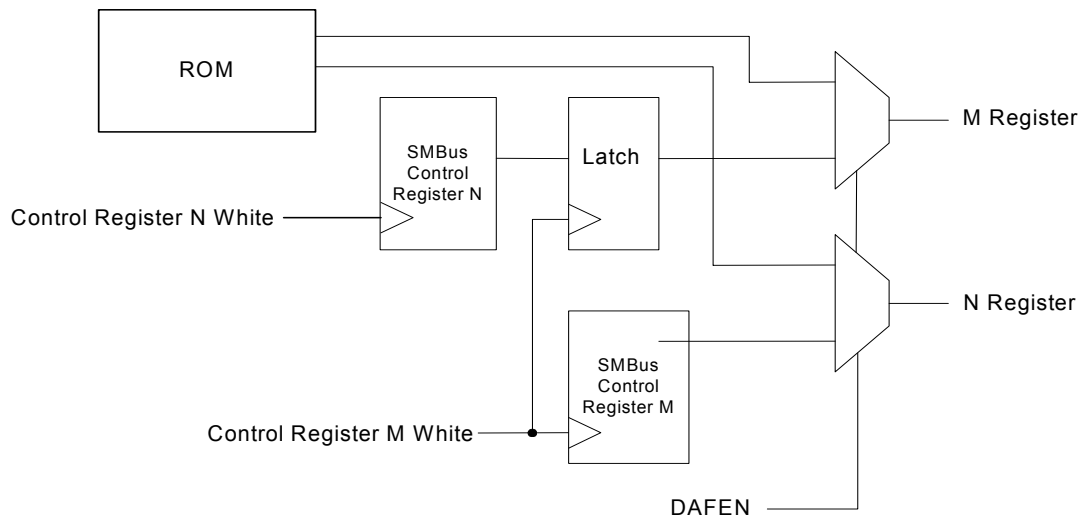 ROM
M Register
SMBus
Control
Register N
Latch
Control Register N White
N Register
SMBus
Control
Register M
Control Register M White
DAFEN